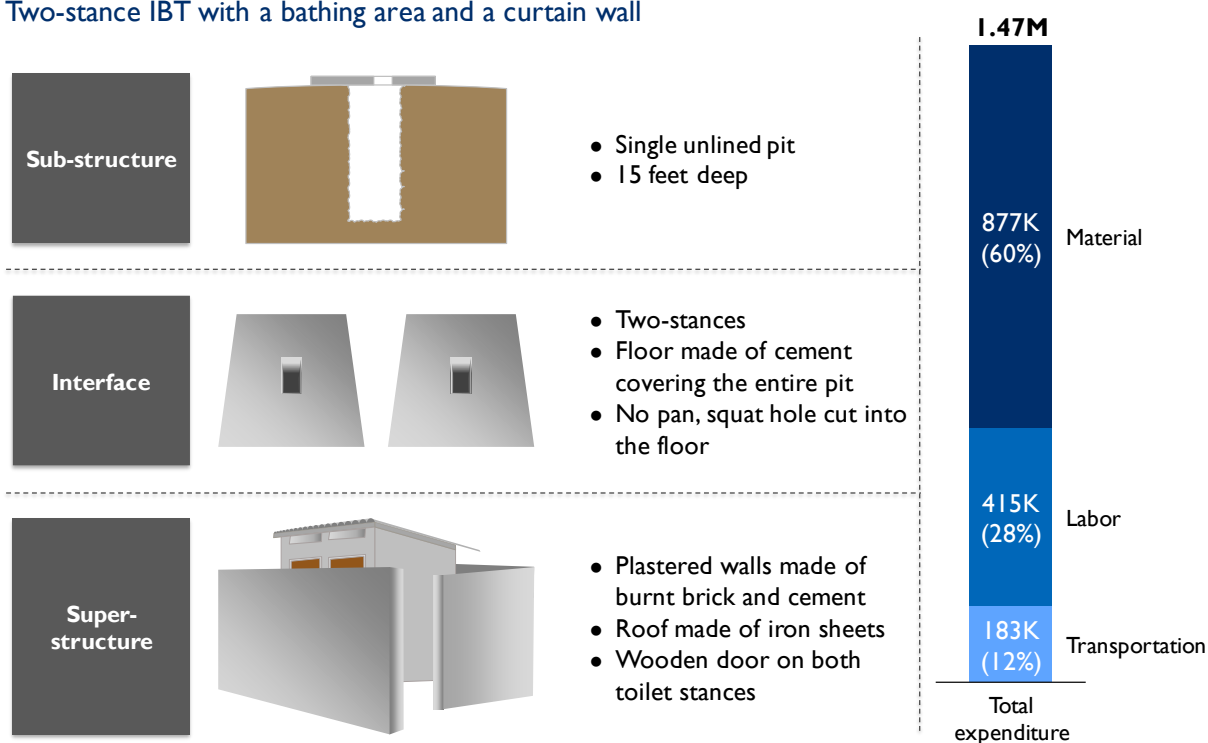 Two-stance IBT with a bathing area and a curtain wall
Sub-structure
• Single unlined pit
• 15 feet deep
Interface
• Two-stances
• Floor made of cement
covering the entire pit
• No pan, squat hole cut into
the floor
Super-
structure
• Plastered walls made of
burnt brick and cement
• Roof made of iron sheets
• Wooden door on both
toilet stances
1.47M
877K
(60%)
Material
415K
(28%)
Labor
183K
(12%)
Transportation
Total
expenditure